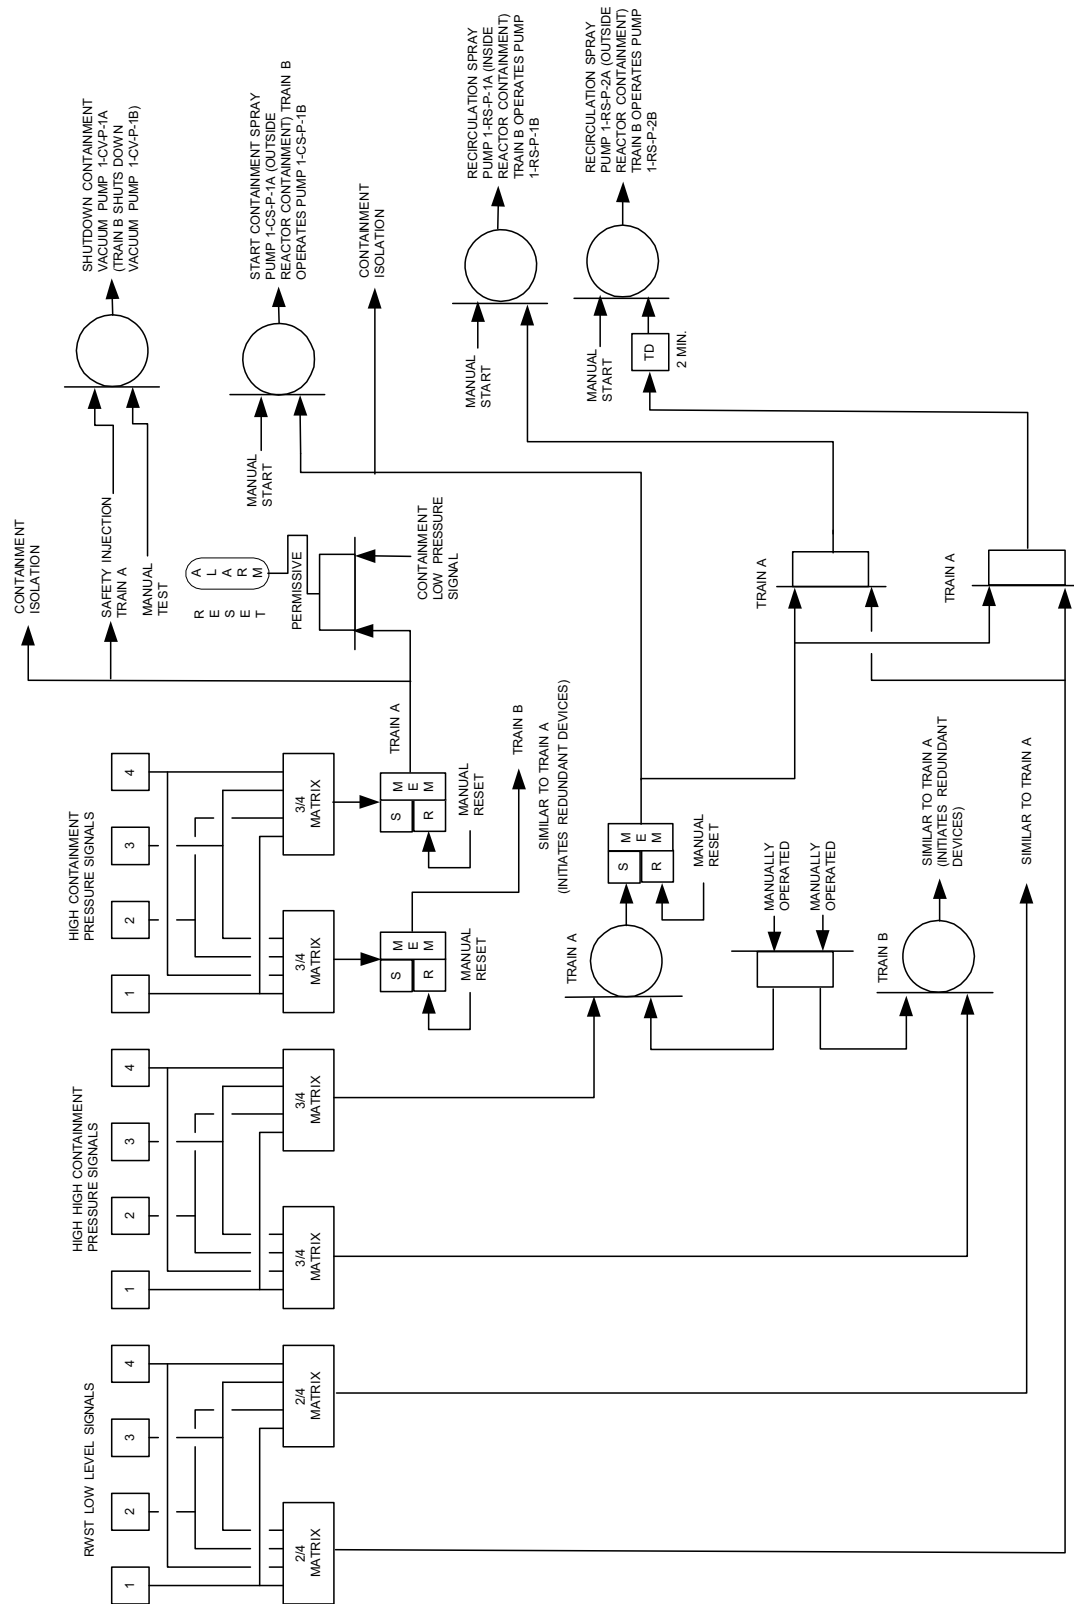 RWST LOW LEVEL SIGNALS
1
2
3
4
2/4
MATRIX
2/4
MATRIX
HIGH HIGH CONTAINMENT
PRESSURE SIGNALS
1
2
3
4
3/4
MATRIX
3/4
MATRIX
HIGH CONTAINMENT
PRESSURE SIGNALS
1
2
3
4
3/4
MATRIX
3/4
MATRIX
S
R
MEM
MANUAL
RESET
TRAIN B
SIMILAR TO TRAIN A
(INITIATES REDUNDANT DEVICES)
S
R
MEM
MANUAL
RESET
TRAIN A
CONTAINMENT
ISOLATION
SAFETY INJECTION
TRAIN A
MANUAL
TEST
SHUTDOWN CONTAINMENT
VACUUM PUMP 1-CV-P-1A
(TRAIN B SHUTS DOWN
VACUUM PUMP 1-CV-P-1B)
RESET
ALARM
PERMISSIVE
CONTAINMENT
LOW PRESSURE
SIGNAL
MANUAL
START
START CONTAINMENT SPRAY
PUMP 1-CS-P-1A (OUTSIDE
REACTOR CONTAINMENT) TRAIN B
OPERATES PUMP 1-CS-P-1B
CONTAINMENT
ISOLATION
TRAIN A
S
R
MEM
MANUAL
RESET
MANUALLY
OPERATED
MANUALLY
OPERATED
TRAIN B
SIMILAR TO TRAIN A
(INITIATES REDUNDANT
DEVICES)
SIMILAR TO TRAIN A
TRAIN A
TRAIN A
MANUAL
START
RECIRCULATION SPRAY
PUMP 1-RS-P-1A (INSIDE
REACTOR CONTAINMENT)
TRAIN B OPERATES PUMP
1-RS-P-1B
MANUAL
START
TD
2 MIN.
RECIRCULATION SPRAY
PUMP 1-RS-P-2A (OUTSIDE
REACTOR CONTAINMENT)
TRAIN B OPERATES PUMP
1-RS-P-2B